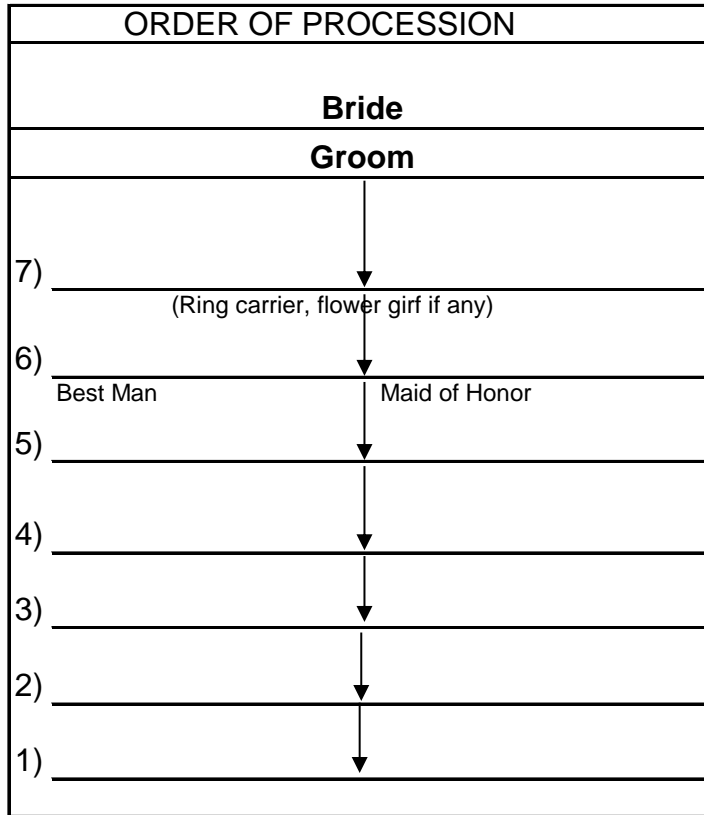 ORDER OF PROCESSION
Bride
Groom
7)
(Ring carrier, flower girf if any)
6)
Best Man Maid of Honor
5)
4)
3)
2)
1)